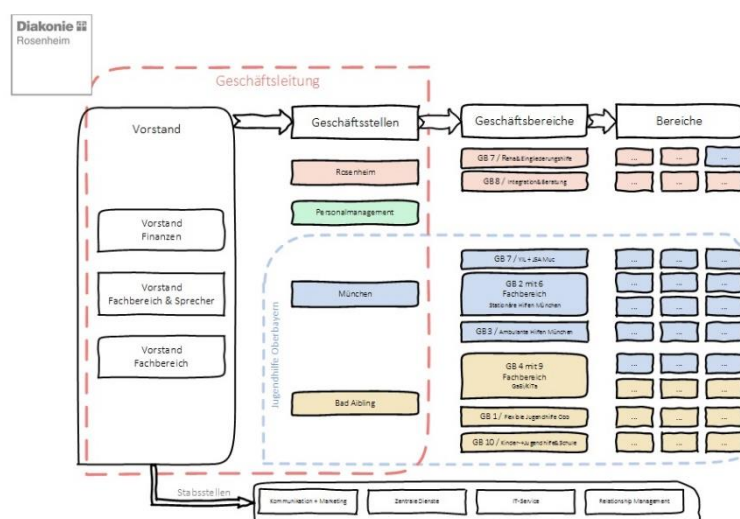 Diakonie
Rosenheim
Geschäftsleitung
Vorstand
Geschäftsstellen
Geschäftsbereiche
Bereiche
Rosenheim
GB 7 / Reha&Eingliederungshilfe
... ... ...
GB 8 / Integration&Beratung
... ... ...
Personalmanagement
Vorstand
Finanzen
Vorstand
Fachbereich & Sprecher
Vorstand
Fachbereich
Jugendhilfe Oberbayern
München
GB 7 / YIL + JSA Muc
... ... ...
GB 2 mit 6
Fachbereich
Stationäre Hilfen München
... ... ...
... ... ...
GB 3 / Ambulante Hilfen München
... ... ...
Bad Aibling
GB 4 mit 9
Fachbereich
... ... ...
... ... ...
GB 1 / Flexible Jugendhilfe Obb
... ... ...
GB 10 / Kinder-Jugendhilfe&Schule
... ... ...
Stabsstellen
Kommunikation + Marketing
Zentrale Dienste
IT-Service
Relationship Management